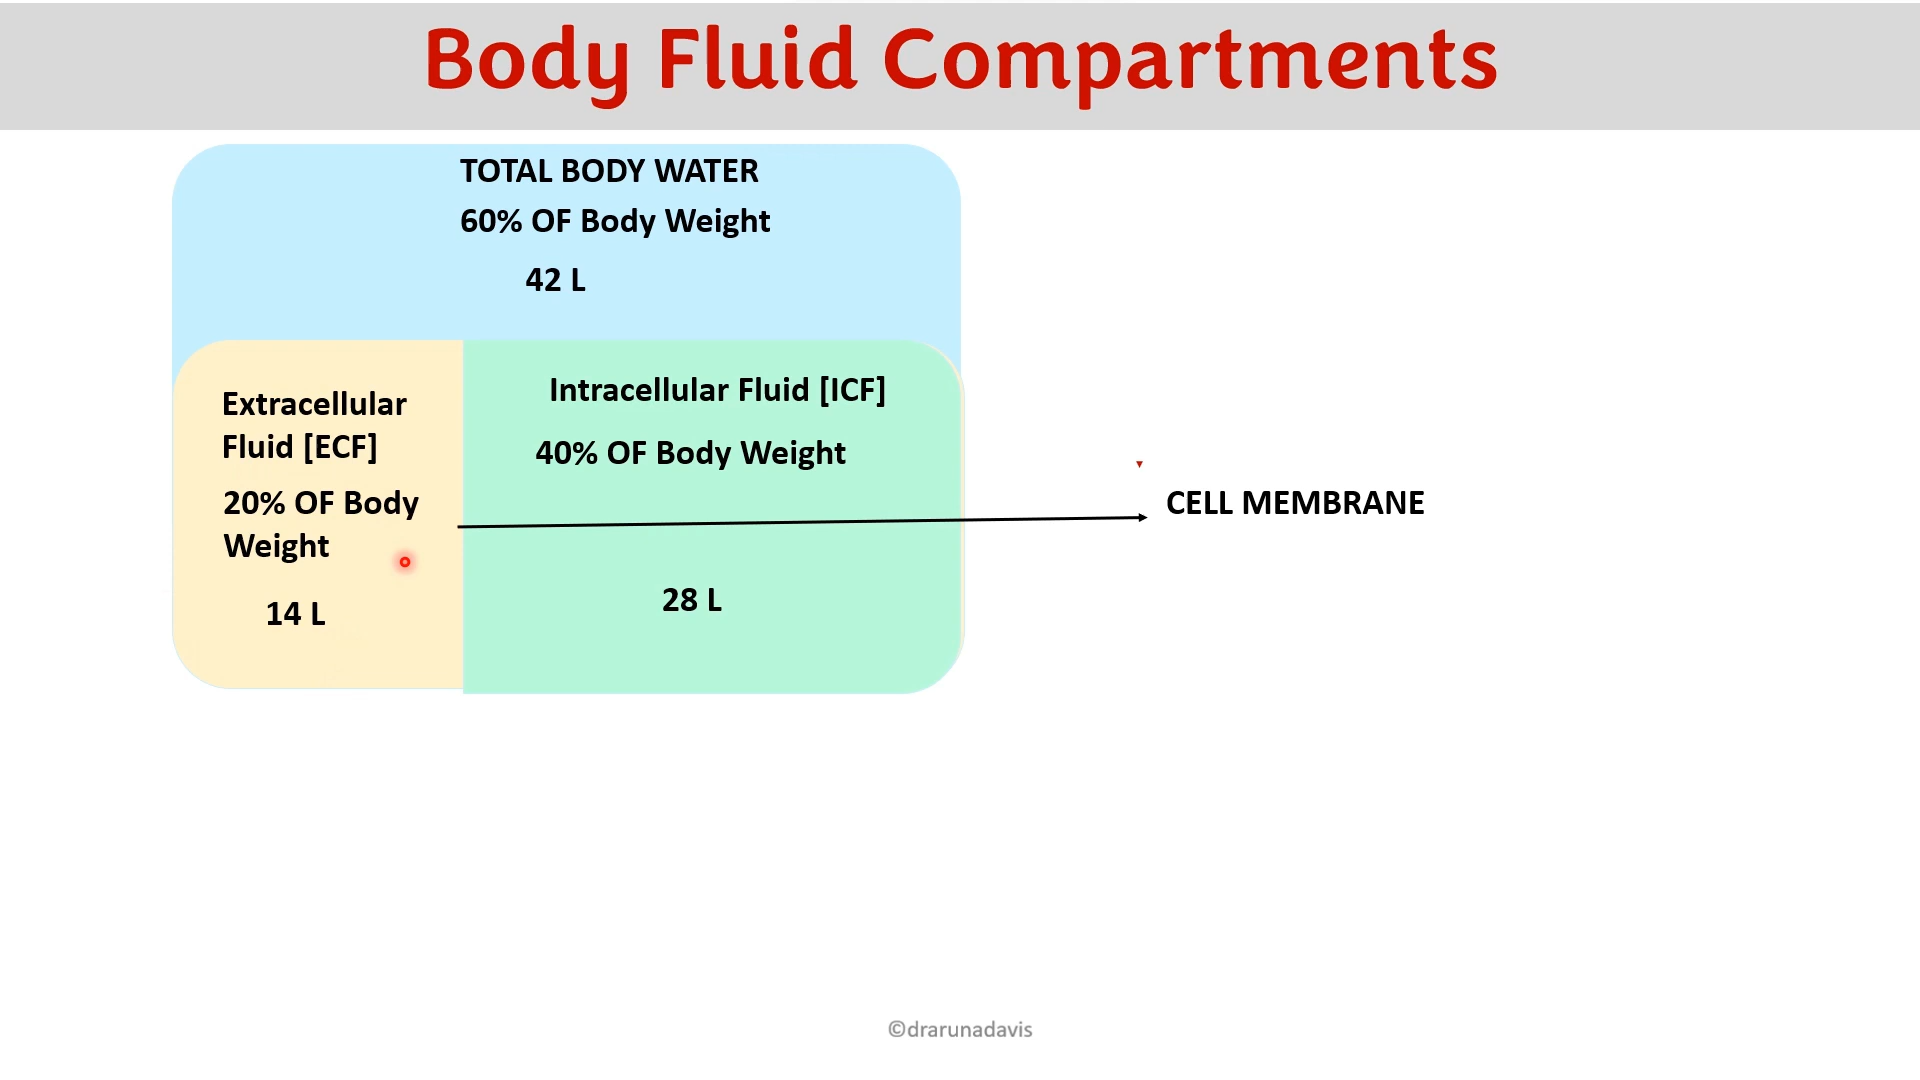 Body Fluid Compartments
TOTAL BODY WATER
60% OF Body Weight
42 L
Extracellular
Fluid [ECF]
20% OF Body
Weight
14 L
Intracellular Fluid [ICF]
40% OF Body Weight
28 L
CELL MEMBRANE
©drarunadavis